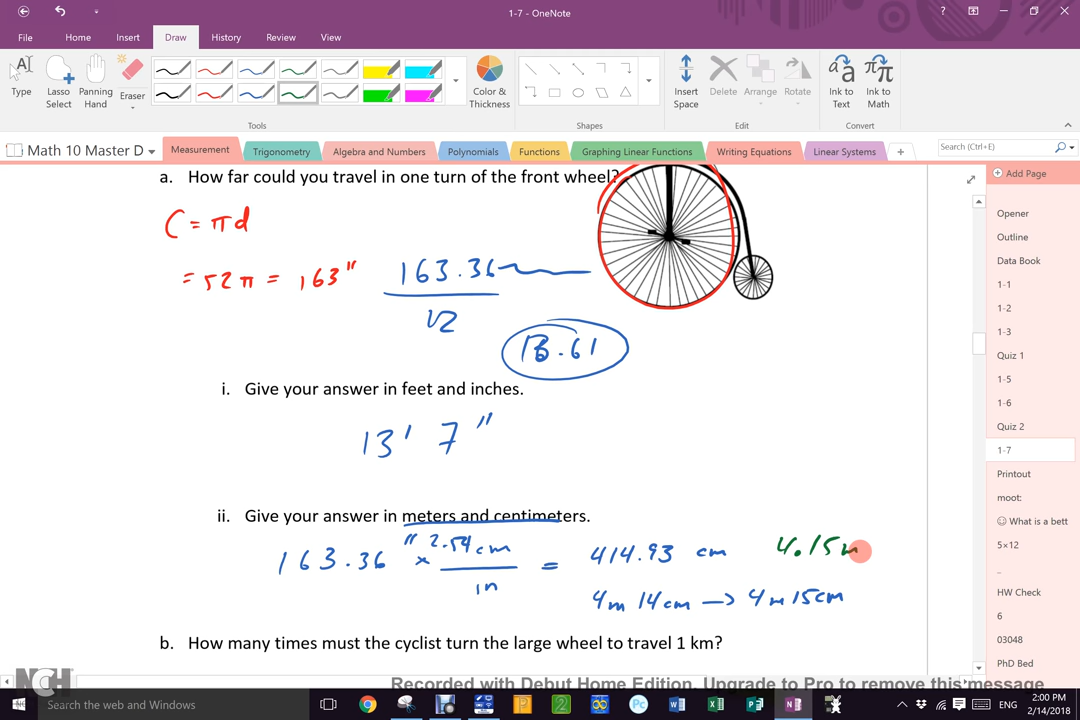 1-7 - OneNote
?
File Home Insert Draw History Review View
Type Lasso Select Panning Hand Eraser Color & Thickness Insert Space Delete Arrange Rotate Ink to Text Ink to Math
Tools Shapes Edit Convert
Math 10 Master D Measurement Trigonometry Algebra and Numbers Polynomials Functions Graphing Linear Functions Writing Equations Linear Systems + Search (Ctrl+E)
Add Page
Opener
Outline
Data Book
1-1
1-2
1-3
Quiz 1
1-5
1-6
Quiz 2
1-7
Printout
moot:
What is a bett
5×12
..
HW Check
6
03048
PhD Bed
a. How far could you travel in one turn of the front wheel?
C = πd
= 52π = 163"
163.36
12
13.61
i. Give your answer in feet and inches.
13' 7"
ii. Give your answer in meters and centimeters.
163.36" × 2.54 cm / in = 414.93 cm
4.15 m
4m 14cm → 4m 15cm
b. How many times must the cyclist turn the large wheel to travel 1 km?
NCH
Recorded with Debut Home Edition. Upgrade to Pro to remove this message
Search the web and Windows
ENG
2:00 PM
2/14/2018